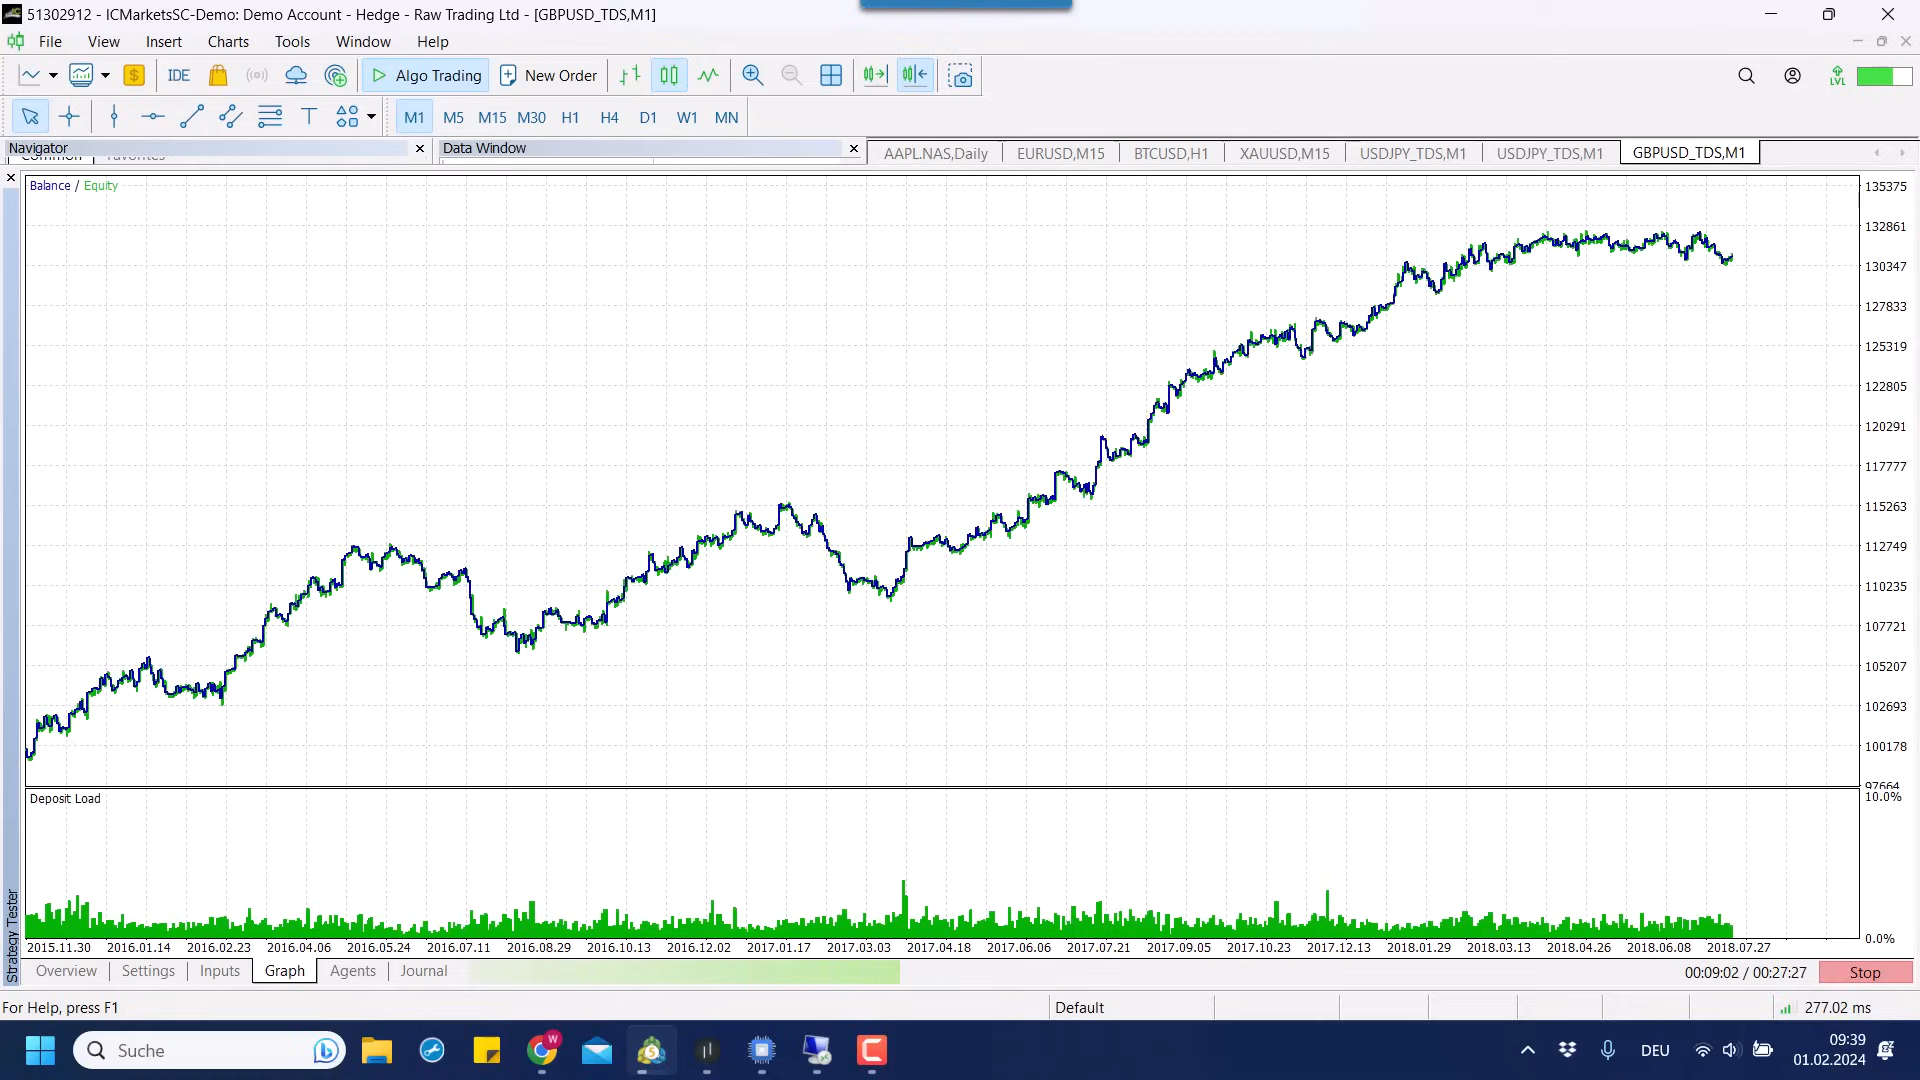 51302912 - ICMarketsSC-Demo: Demo Account - Hedge - Raw Trading Ltd - [GBPUSD_TDS,M1]
File View Insert Charts Tools Window Help
IDE Algo Trading New Order LVL
M1 M5 M15 M30 H1 H4 D1 W1 MN
Navigator Data Window
Common Favorites
AAPL.NAS,Daily EURUSD,M15 BTCUSD,H1 XAUUSD,M15 USDJPY_TDS,M1 USDJPY_TDS,M1 GBPUSD_TDS,M1
Balance / Equity
135375
132861
130347
127833
125319
122805
120291
117777
115263
112749
110235
107721
105207
102693
100178
97664
Deposit Load
10.0%
0.0%
2015.11.30 2016.01.14 2016.02.23 2016.04.06 2016.05.24 2016.07.11 2016.08.29 2016.10.13 2016.12.02 2017.01.17 2017.03.03 2017.04.18 2017.06.06 2017.07.21 2017.09.05 2017.10.23 2017.12.13 2018.01.29 2018.03.13 2018.04.26 2018.06.08 2018.07.27
Strategy Tester
Overview Settings Inputs Graph Agents Journal 00:09:02 / 00:27:27 Stop
For Help, press F1 Default 277.02 ms
Suche W DEU 09:39
01.02.2024